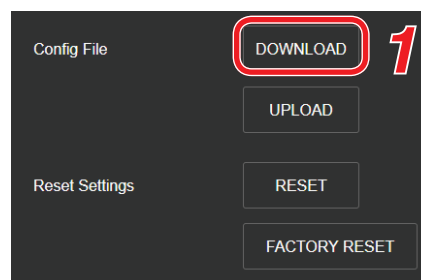 Config File DOWNLOAD 1
UPLOAD
Reset Settings RESET
FACTORY RESET